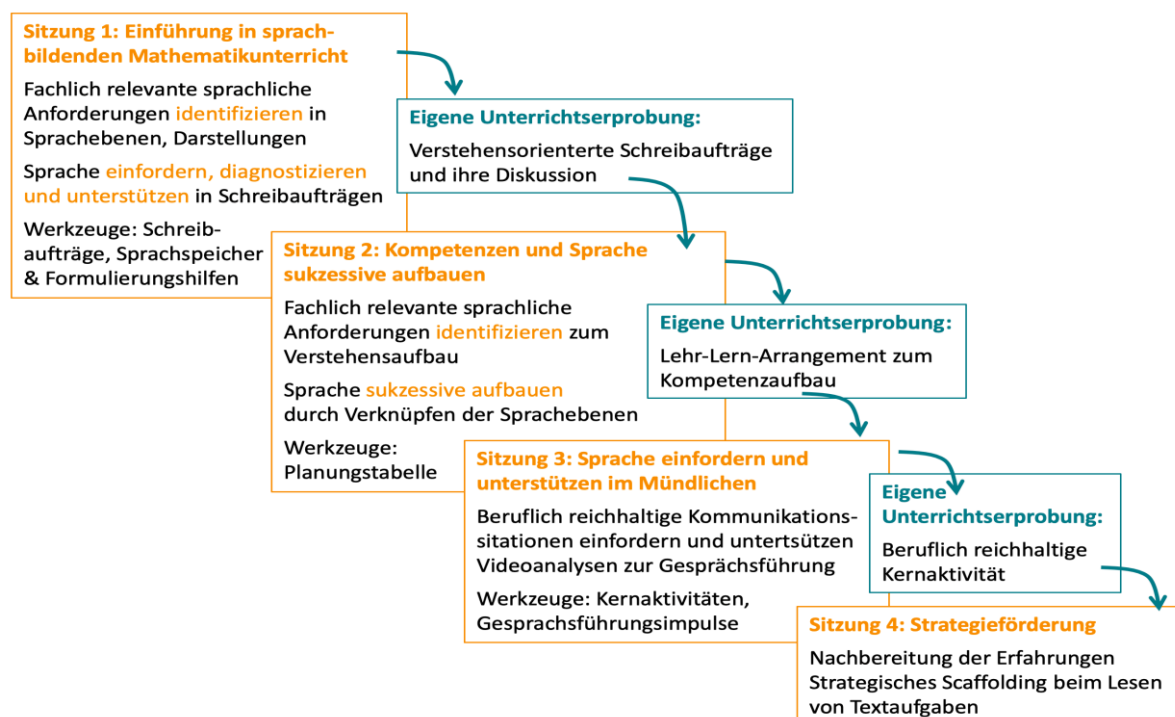 Sitzung 1: Einführung in sprach-
bildenden Mathematikunterricht
Fachlich relevante sprachliche
Anforderungen identifizieren in
Sprachebenen, Darstellungen
Sprache einfordern, diagnostizieren
und unterstützen in Schreibaufträgen
Werkzeuge: Schreib-
aufträge, Sprachspeicher
& Formulierungshilfen
Eigene Unterrichtserprobung:
Verstehensorienterte Schreibaufträge
und ihre Diskussion
Sitzung 2: Kompetenzen und Sprache
sukzessive aufbauen
Fachlich relevante sprachliche
Anforderungen identifizieren zum
Verstehensaufbau
Sprache sukzessive aufbauen
durch Verknüpfen der Sprachebenen
Werkzeuge:
Planungstabelle
Eigene Unterrichtserprobung:
Lehr-Lern-Arrangement zum
Kompetenzaufbau
Sitzung 3: Sprache einfordern und
unterstützen im Mündlichen
Beruflich reichhaltige Kommunikations-
sitationen einfordern und untertsützen
Videoanalysen zur Gesprächsführung
Werkzeuge: Kernaktivitäten,
Gesprachsführungsimpulse
Eigene
Unterrichtserprobung:
Beruflich reichhaltige
Kernaktivität
Sitzung 4: Strategieförderung
Nachbereitung der Erfahrungen
Strategisches Scaffolding beim Lesen
von Textaufgaben